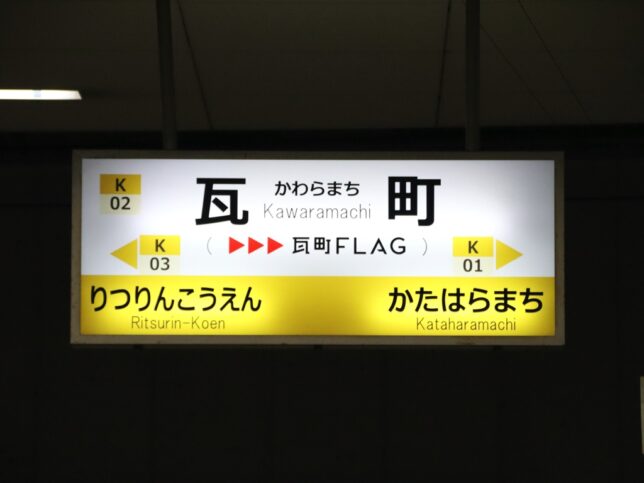 K
02
かわらまち
瓦 Kawaramachi 町
( ▶▶▶ 瓦町FLAG )
K
03
K
01
りつりんこうえん
Ritsurin-Koen
かたはらまち
Kataharamachi